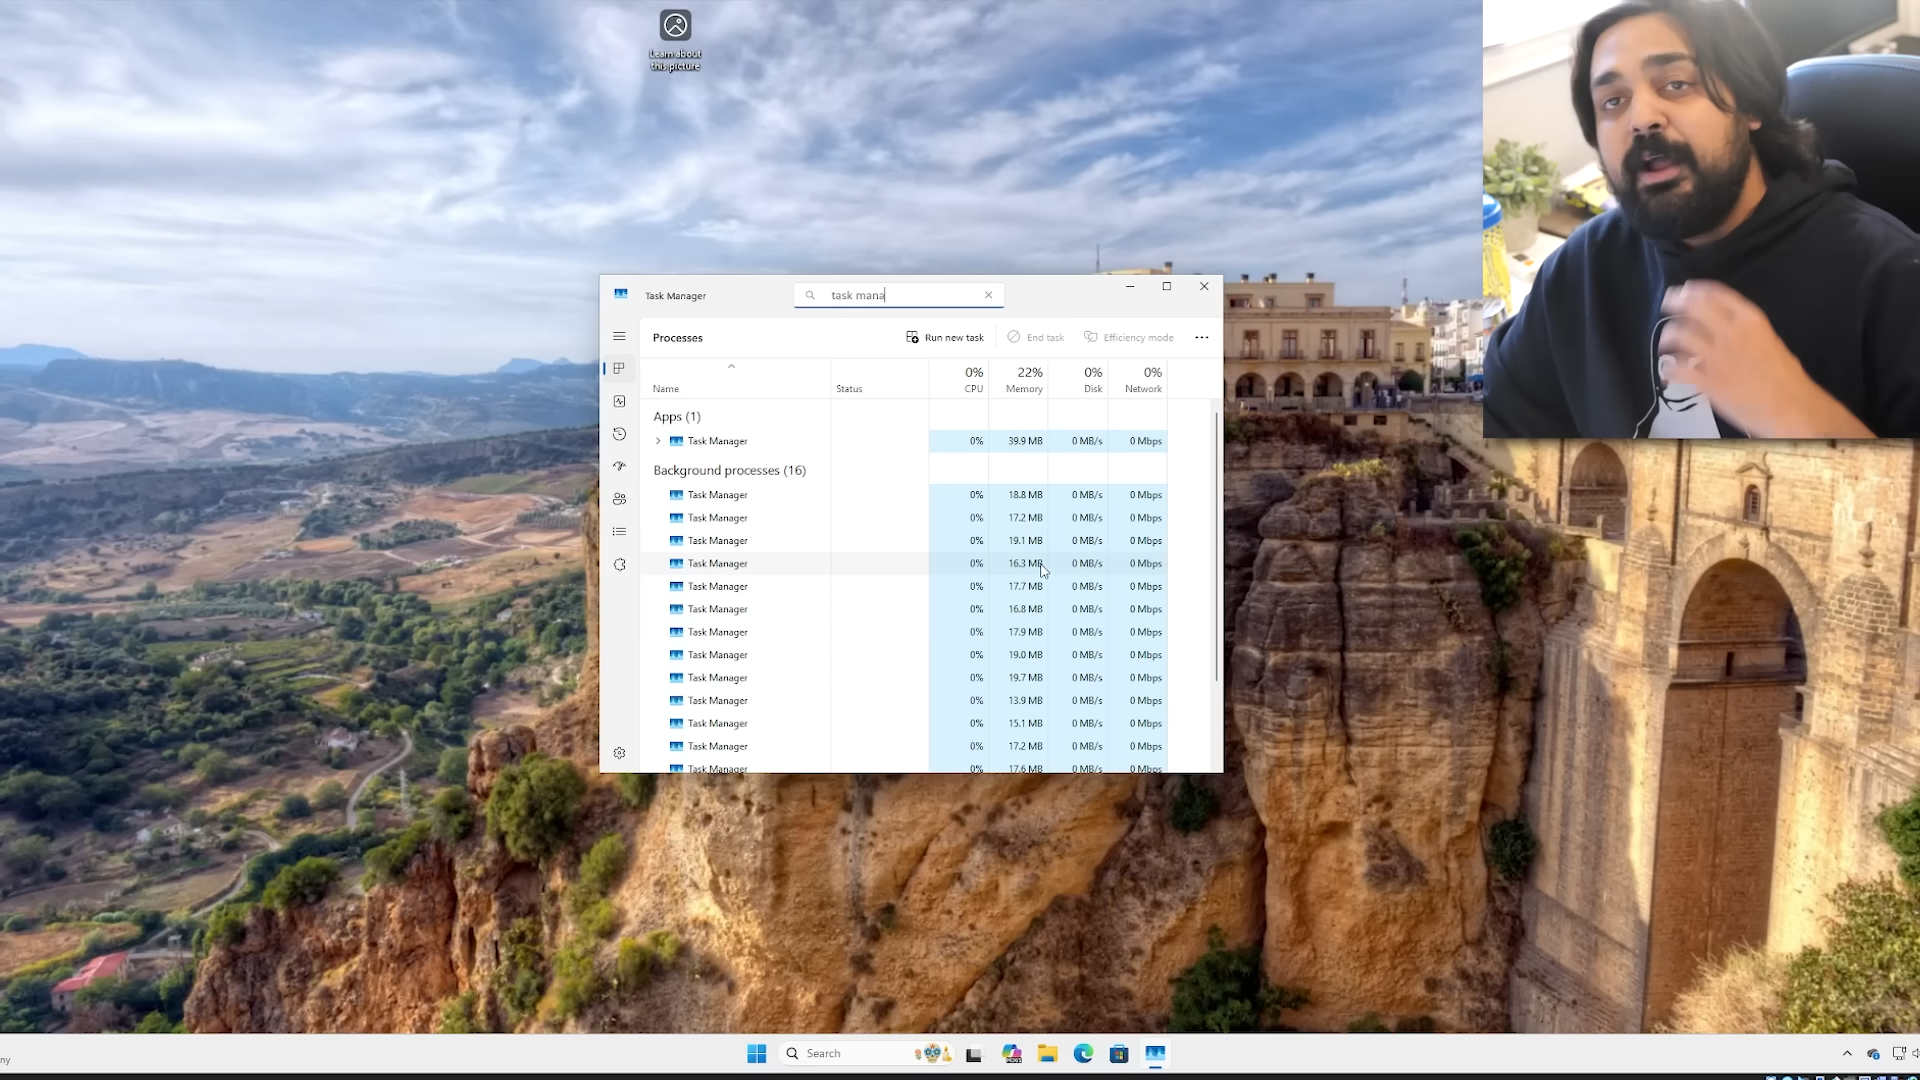 Learn about
this picture
Task Manager
task mana
Processes
Run new task
End task
Efficiency mode
0% 22% 0% 0%
Name Status CPU Memory Disk Network
Apps (1)
Task Manager 0% 39.9 MB 0 MB/s 0 Mbps
Background processes (16)
Task Manager 0% 18.8 MB 0 MB/s 0 Mbps
Task Manager 0% 17.2 MB 0 MB/s 0 Mbps
Task Manager 0% 19.1 MB 0 MB/s 0 Mbps
Task Manager 0% 16.3 MB 0 MB/s 0 Mbps
Task Manager 0% 17.7 MB 0 MB/s 0 Mbps
Task Manager 0% 16.8 MB 0 MB/s 0 Mbps
Task Manager 0% 17.9 MB 0 MB/s 0 Mbps
Task Manager 0% 19.0 MB 0 MB/s 0 Mbps
Task Manager 0% 19.7 MB 0 MB/s 0 Mbps
Task Manager 0% 13.9 MB 0 MB/s 0 Mbps
Task Manager 0% 15.1 MB 0 MB/s 0 Mbps
Task Manager 0% 17.2 MB 0 MB/s 0 Mbps
Task Manager 0% 17.6 MB 0 MB/s 0 Mbps
ny
Search